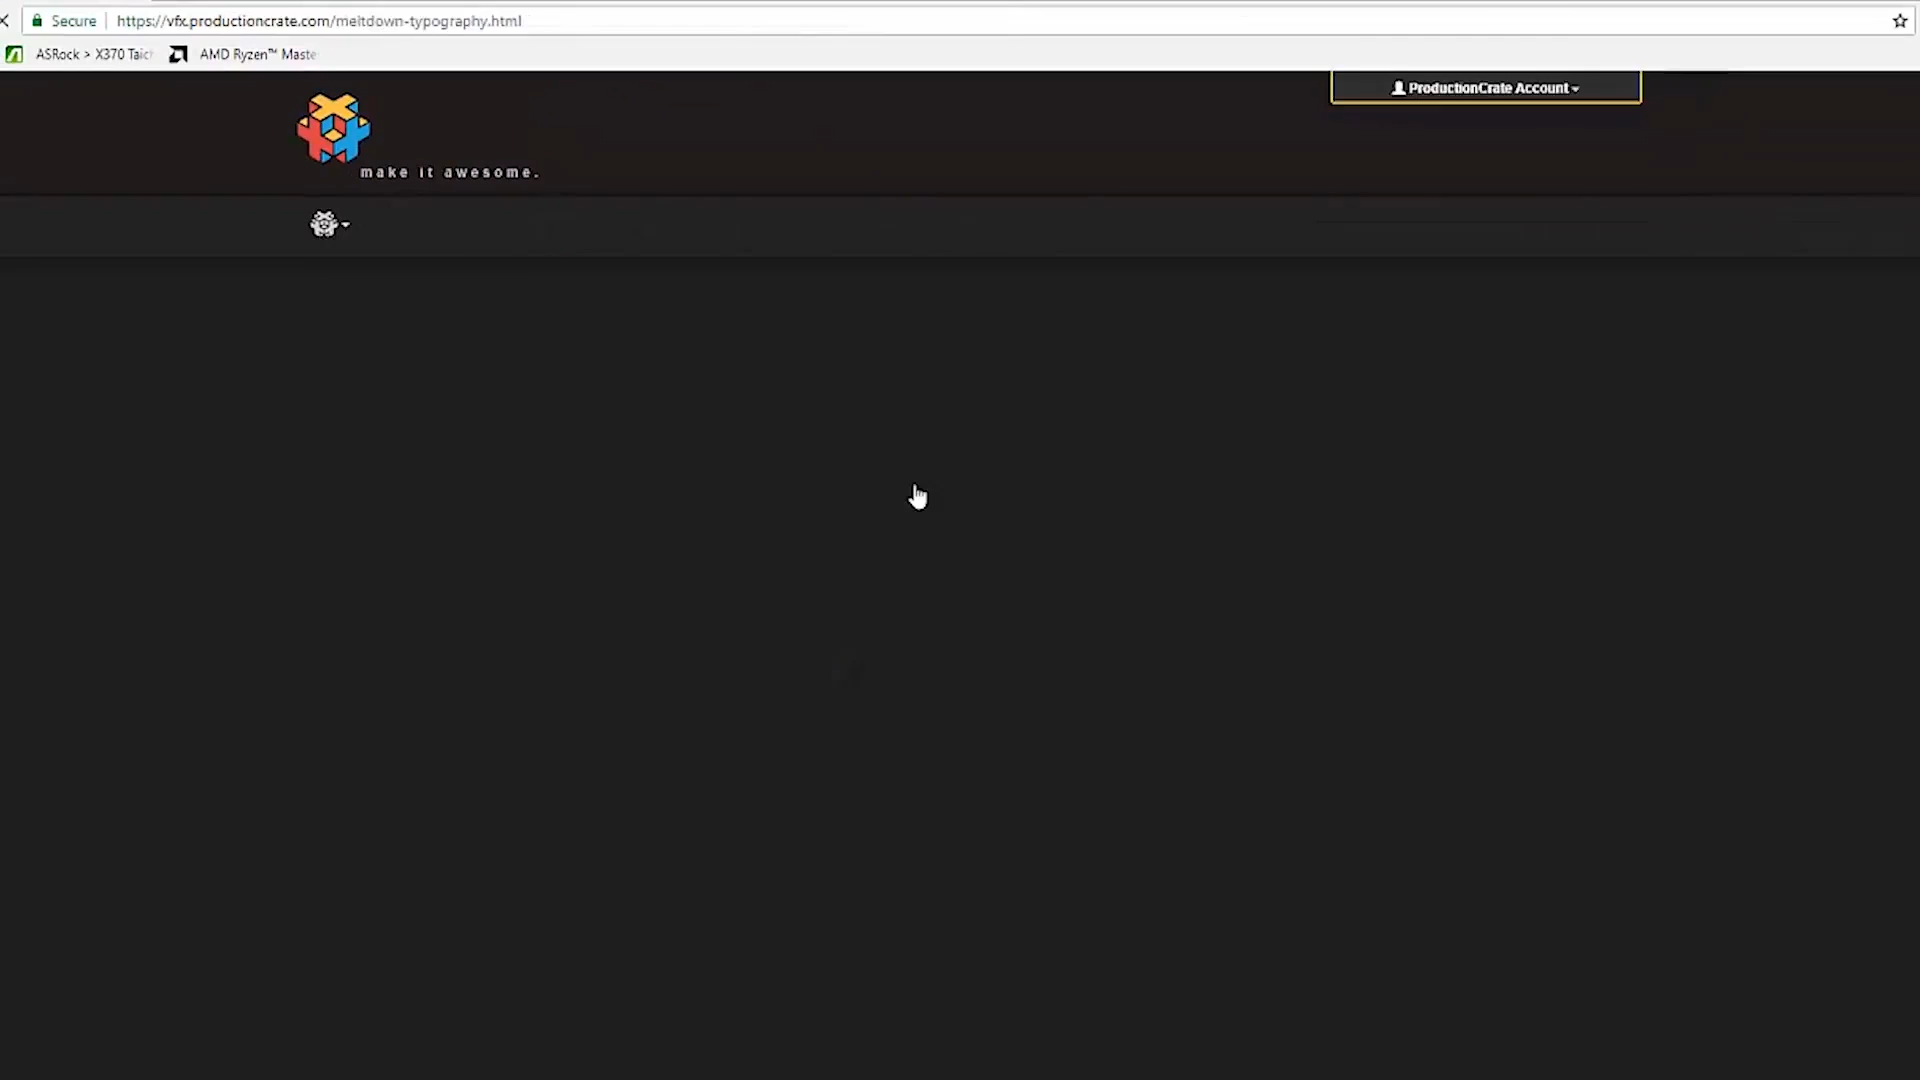 Secure https://vfx.productioncrate.com/meltdown-typography.html
ASRock > X370 Taic AMD Ryzen™ Maste
ProductionCrate Account
make it awesome.